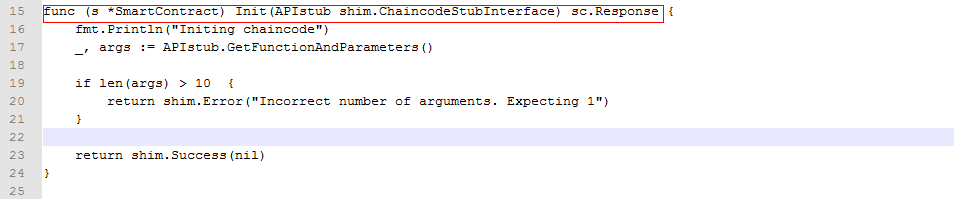 15 func (s *SmartContract) Init(APIstub shim.ChaincodeStubInterface) sc.Response {
16     fmt.Println("Initing chaincode")
17     _, args := APIstub.GetFunctionAndParameters()
18
19     if len(args) > 10  {
20         return shim.Error("Incorrect number of arguments. Expecting 1")
21     }
22
23     return shim.Success(nil)
24 }
25